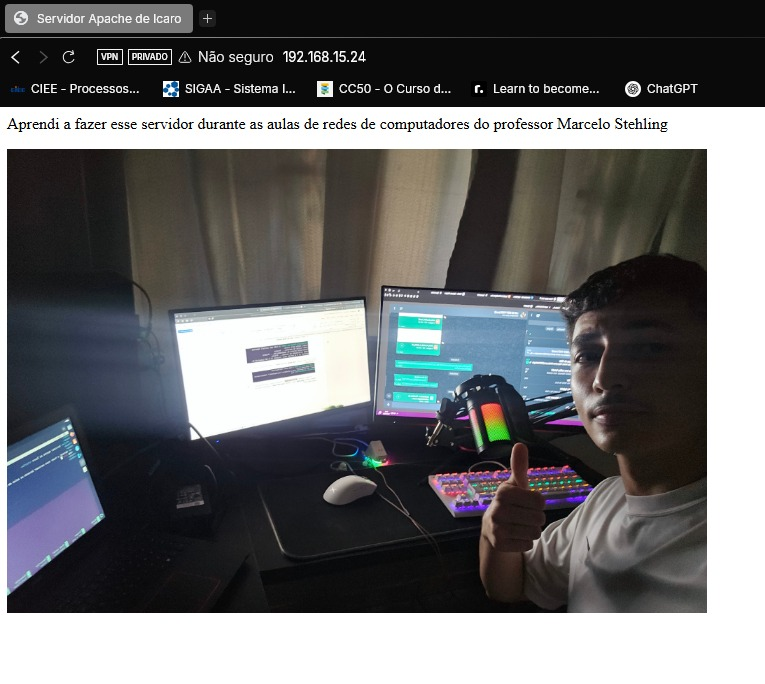 Servidor Apache de Icaro
VPN PRIVADO Não seguro 192.168.15.24
CIEE - Processos... SIGAA - Sistema I... CC50 - O Curso d... Learn to become... ChatGPT
Aprendi a fazer esse servidor durante as aulas de redes de computadores do professor Marcelo Stehling